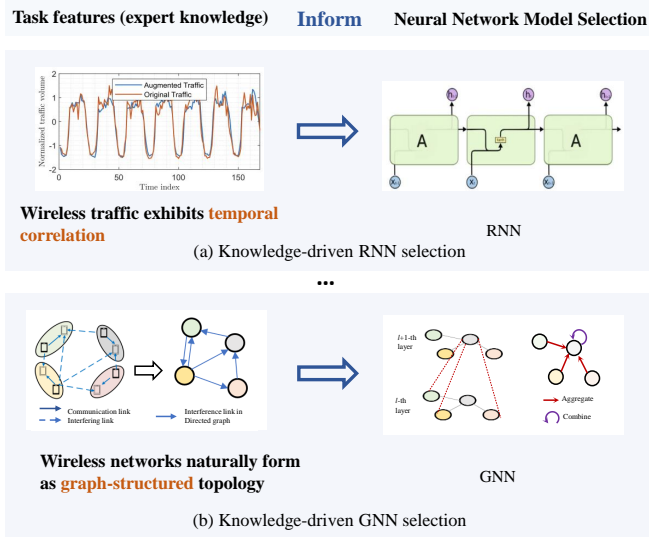 Task features (expert knowledge) Inform Neural Network Model Selection
Augmented Traffic
Original Traffic
Normalized traffic volume
2
1
0
-1
-2
0 50 100 150
Time index
A A
Wireless traffic exhibits temporal
correlation
RNN
(a) Knowledge-driven RNN selection
...
Communication link
Interfering link
Interference link in
Directed graph
l+1-th
layer
l-th
layer
Aggregate
Combine
Wireless networks naturally form
as graph-structured topology
GNN
(b) Knowledge-driven GNN selection